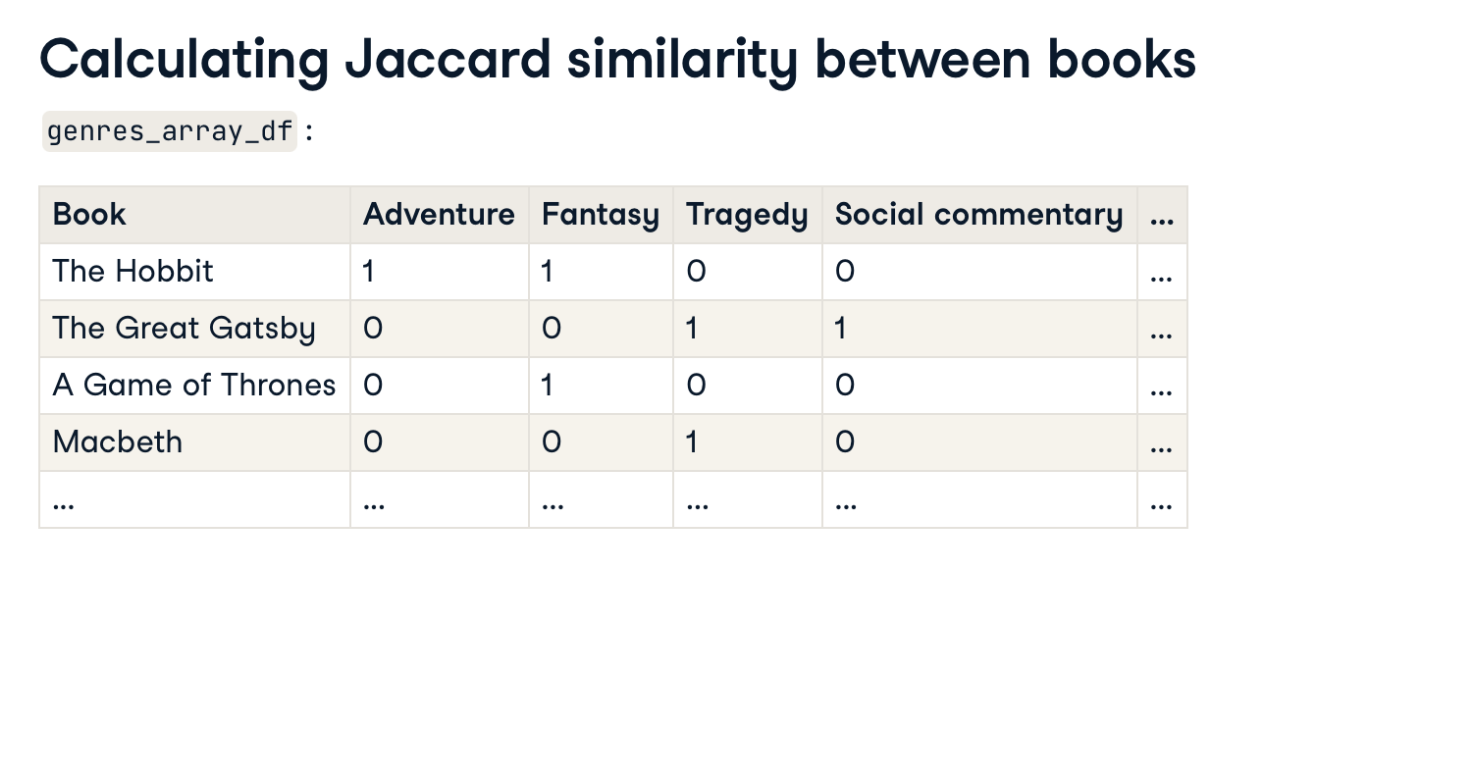 Calculating Jaccard similarity between books
genres_array_df :
Book Adventure Fantasy Tragedy Social commentary ...
The Hobbit 1 1 0 0 ...
The Great Gatsby 0 0 1 1 ...
A Game of Thrones 0 1 0 0 ...
Macbeth 0 0 1 0 ...
... ... ... ... ... ...